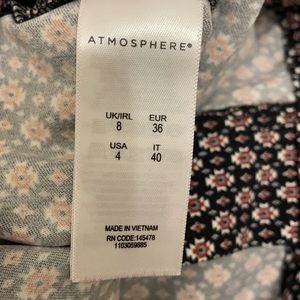 ATMOSPHERE®
UK/IRL EUR
8 36
USA IT
4 40
MADE IN VIETNAM
RN CODE:145478
1103059885